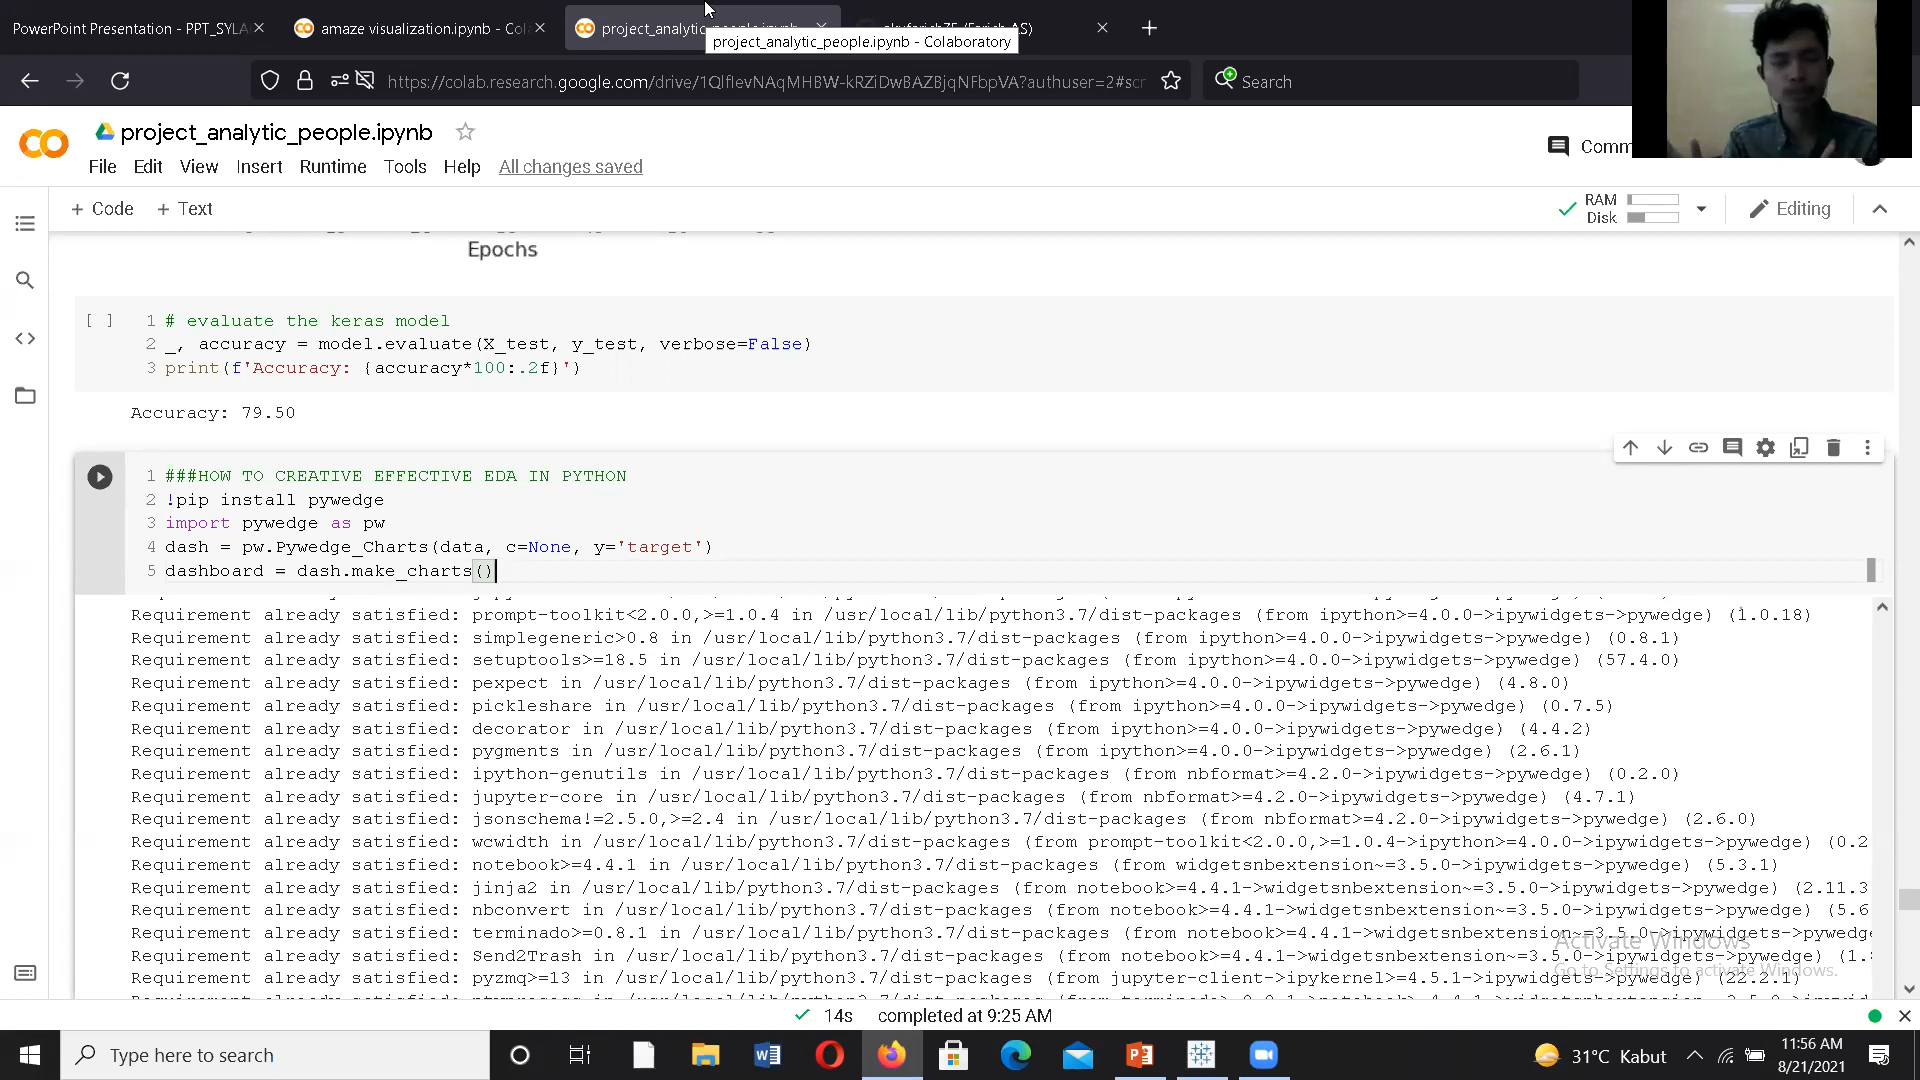 PowerPoint Presentation - PPT_SYLA
amaze visualization.ipynb - Col
project_analytic_people.ipynb
(Farich AS)
project_analytic_people.ipynb - Colaboratory
https://colab.research.google.com/drive/1QlfIevNAqMHBW-kRZiDwBAZBjqNFbpVA?authuser=2#scr
Search
project_analytic_people.ipynb
File Edit View Insert Runtime Tools Help All changes saved
Comm
+ Code + Text
RAM
Disk
Editing
Epochs
[ ]
1 # evaluate the keras model
2 _, accuracy = model.evaluate(X_test, y_test, verbose=False)
3 print(f'Accuracy: {accuracy*100:.2f}')
Accuracy: 79.50
1 ###HOW TO CREATIVE EFFECTIVE EDA IN PYTHON
2 !pip install pywedge
3 import pywedge as pw
4 dash = pw.Pywedge_Charts(data, c=None, y='target')
5 dashboard = dash.make_charts()
Requirement already satisfied: prompt-toolkit<2.0.0,>=1.0.4 in /usr/local/lib/python3.7/dist-packages (from ipython>=4.0.0->ipywidgets->pywedge) (1.0.18)
Requirement already satisfied: simplegeneric>0.8 in /usr/local/lib/python3.7/dist-packages (from ipython>=4.0.0->ipywidgets->pywedge) (0.8.1)
Requirement already satisfied: setuptools>=18.5 in /usr/local/lib/python3.7/dist-packages (from ipython>=4.0.0->ipywidgets->pywedge) (57.4.0)
Requirement already satisfied: pexpect in /usr/local/lib/python3.7/dist-packages (from ipython>=4.0.0->ipywidgets->pywedge) (4.8.0)
Requirement already satisfied: pickleshare in /usr/local/lib/python3.7/dist-packages (from ipython>=4.0.0->ipywidgets->pywedge) (0.7.5)
Requirement already satisfied: decorator in /usr/local/lib/python3.7/dist-packages (from ipython>=4.0.0->ipywidgets->pywedge) (4.4.2)
Requirement already satisfied: pygments in /usr/local/lib/python3.7/dist-packages (from ipython>=4.0.0->ipywidgets->pywedge) (2.6.1)
Requirement already satisfied: ipython-genutils in /usr/local/lib/python3.7/dist-packages (from nbformat>=4.2.0->ipywidgets->pywedge) (0.2.0)
Requirement already satisfied: jupyter-core in /usr/local/lib/python3.7/dist-packages (from nbformat>=4.2.0->ipywidgets->pywedge) (4.7.1)
Requirement already satisfied: jsonschema!=2.5.0,>=2.4 in /usr/local/lib/python3.7/dist-packages (from nbformat>=4.2.0->ipywidgets->pywedge) (2.6.0)
Requirement already satisfied: wcwidth in /usr/local/lib/python3.7/dist-packages (from prompt-toolkit<2.0.0,>=1.0.4->ipython>=4.0.0->ipywidgets->pywedge) (0.2
Requirement already satisfied: notebook>=4.4.1 in /usr/local/lib/python3.7/dist-packages (from widgetsnbextension~=3.5.0->ipywidgets->pywedge) (5.3.1)
Requirement already satisfied: jinja2 in /usr/local/lib/python3.7/dist-packages (from notebook>=4.4.1->widgetsnbextension~=3.5.0->ipywidgets->pywedge) (2.11.3
Requirement already satisfied: nbconvert in /usr/local/lib/python3.7/dist-packages (from notebook>=4.4.1->widgetsnbextension~=3.5.0->ipywidgets->pywedge) (5.6
Requirement already satisfied: terminado>=0.8.1 in /usr/local/lib/python3.7/dist-packages (from notebook>=4.4.1->widgetsnbextension~=3.5.0->ipywidgets->pywedge
Activate Windows
Requirement already satisfied: Send2Trash in /usr/local/lib/python3.7/dist-packages (from notebook>=4.4.1->widgetsnbextension~=3.5.0->ipywidgets->pywedge) (1.
Go to Settings to activate Windows.
Requirement already satisfied: pyzmq>=13 in /usr/local/lib/python3.7/dist-packages (from jupyter-client->ipykernel>=4.5.1->ipywidgets->pywedge) (22.2.1)
14s completed at 9:25 AM
Type here to search
31°C Kabut
11:56 AM
8/21/2021